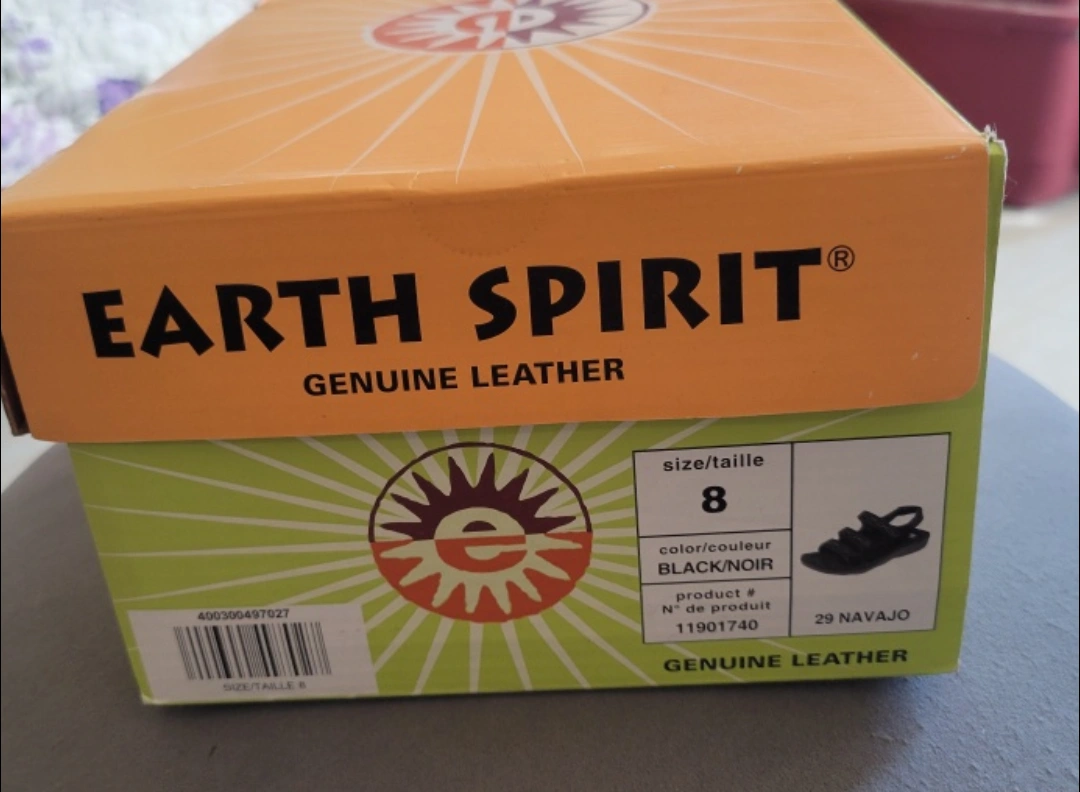 EARTH SPIRIT®
GENUINE LEATHER
e
size/taille
8
color/couleur
BLACK/NOIR
product #
N° de produit
11901740
29 NAVAJO
GENUINE LEATHER
400300497027
SIZE/TAILLE 8